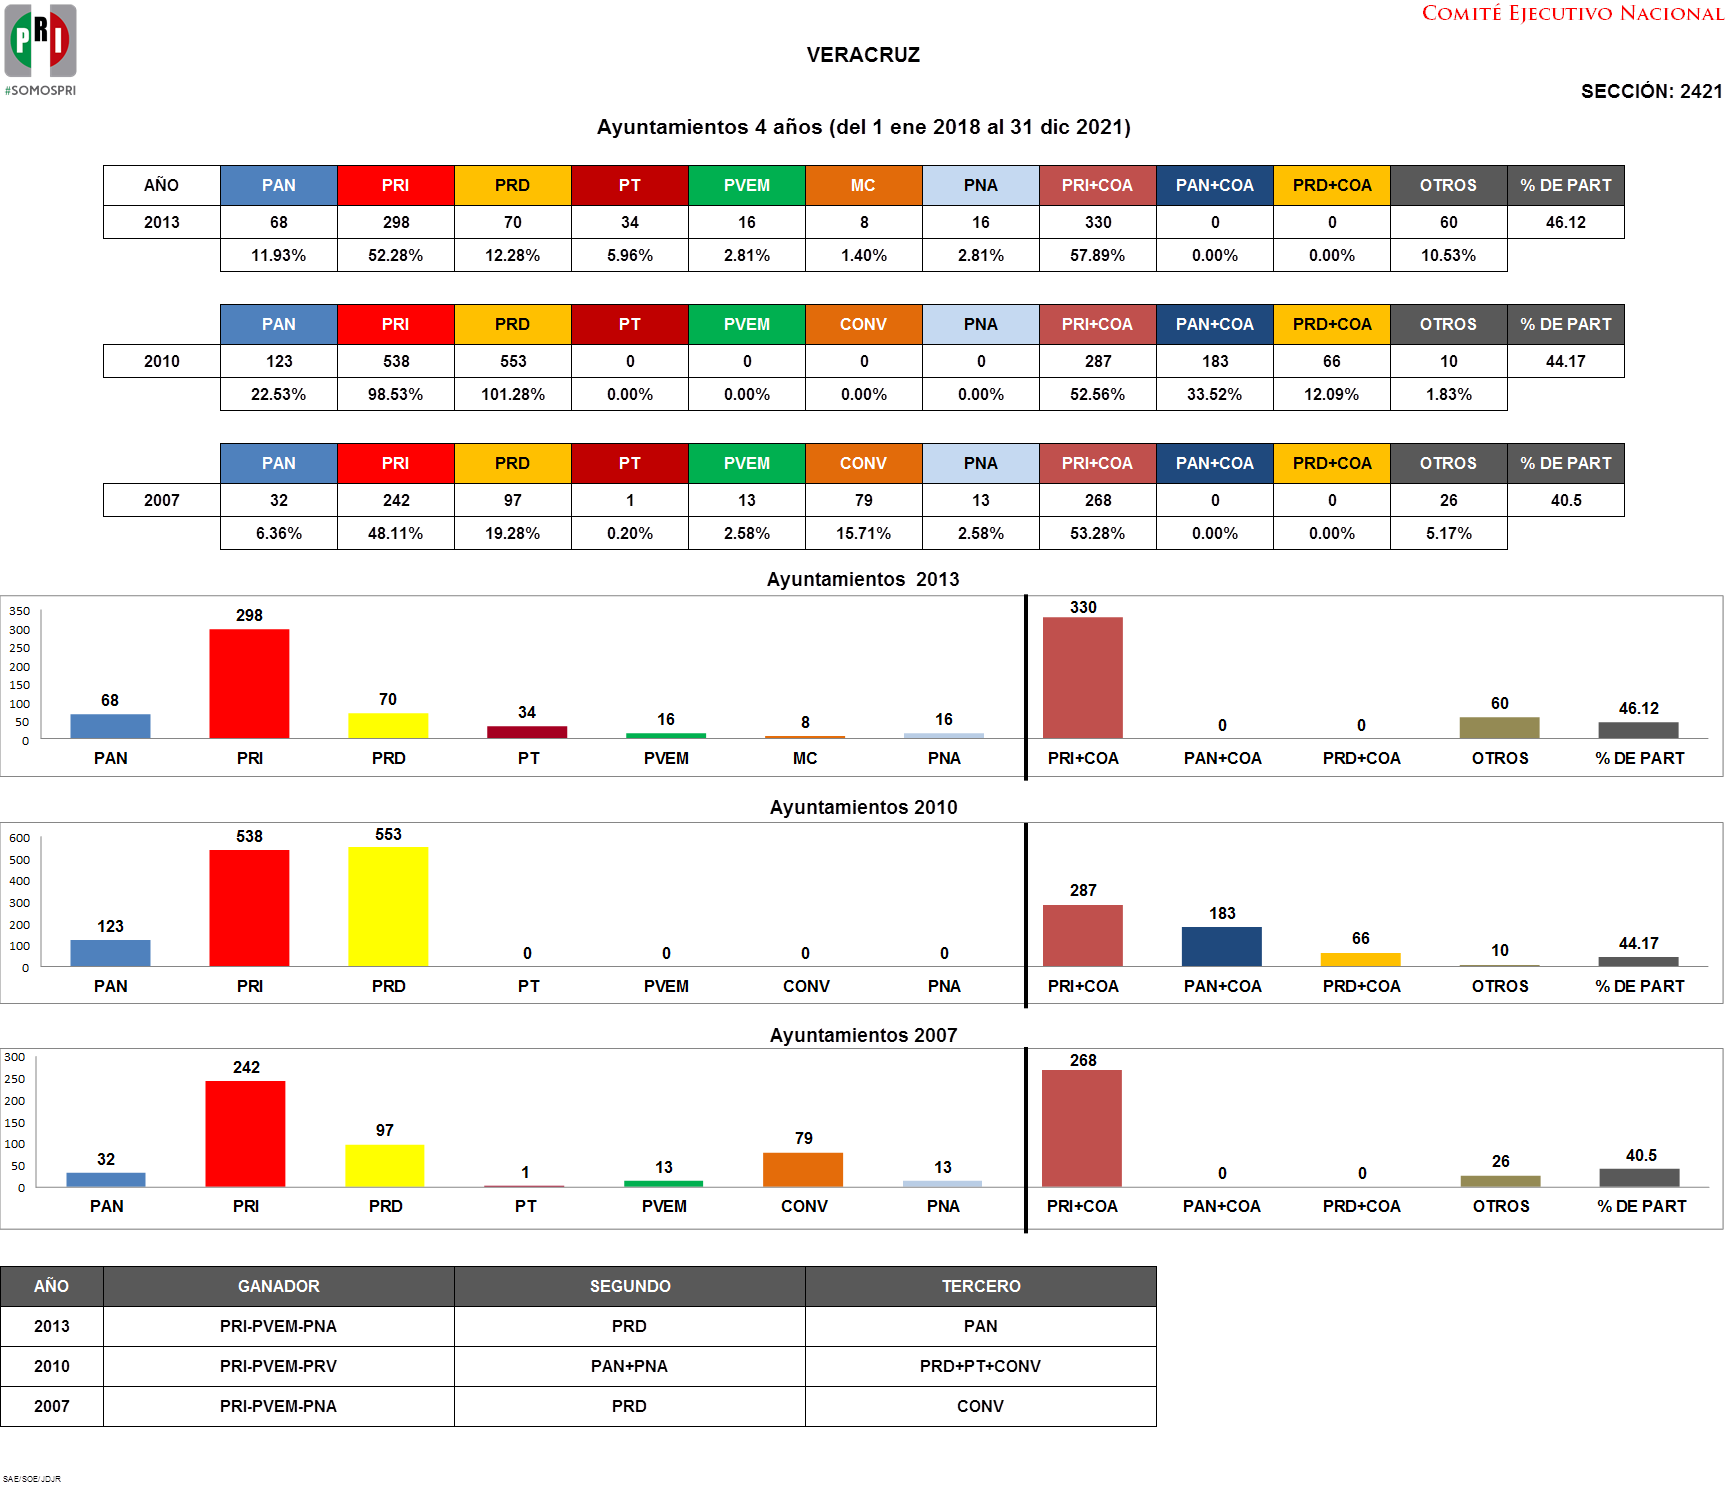 PRI
#SOMOSPRI
COMITÉ EJECUTIVO NACIONAL
VERACRUZ
SECCIÓN: 2421
Ayuntamientos 4 años (del 1 ene 2018 al 31 dic 2021)
AÑO PAN PRI PRD PT PVEM MC PNA PRI+COA PAN+COA PRD+COA OTROS % DE PART
2013 68 298 70 34 16 8 16 330 0 0 60 46.12
11.93% 52.28% 12.28% 5.96% 2.81% 1.40% 2.81% 57.89% 0.00% 0.00% 10.53%
PAN PRI PRD PT PVEM CONV PNA PRI+COA PAN+COA PRD+COA OTROS % DE PART
2010 123 538 553 0 0 0 0 287 183 66 10 44.17
22.53% 98.53% 101.28% 0.00% 0.00% 0.00% 0.00% 52.56% 33.52% 12.09% 1.83%
PAN PRI PRD PT PVEM CONV PNA PRI+COA PAN+COA PRD+COA OTROS % DE PART
2007 32 242 97 1 13 79 13 268 0 0 26 40.5
6.36% 48.11% 19.28% 0.20% 2.58% 15.71% 2.58% 53.28% 0.00% 0.00% 5.17%
Ayuntamientos 2013
350
300
250
200
150
100
50
0
68 298 70 34 16 8 16 330 0 0 60 46.12
PAN PRI PRD PT PVEM MC PNA PRI+COA PAN+COA PRD+COA OTROS % DE PART
Ayuntamientos 2010
600
500
400
300
200
100
0
123 538 553 0 0 0 0 287 183 66 10 44.17
PAN PRI PRD PT PVEM CONV PNA PRI+COA PAN+COA PRD+COA OTROS % DE PART
Ayuntamientos 2007
300
250
200
150
100
50
0
32 242 97 1 13 79 13 268 0 0 26 40.5
PAN PRI PRD PT PVEM CONV PNA PRI+COA PAN+COA PRD+COA OTROS % DE PART
AÑO GANADOR SEGUNDO TERCERO
2013 PRI-PVEM-PNA PRD PAN
2010 PRI-PVEM-PRV PAN+PNA PRD+PT+CONV
2007 PRI-PVEM-PNA PRD CONV
SAE/SOE/JDJR